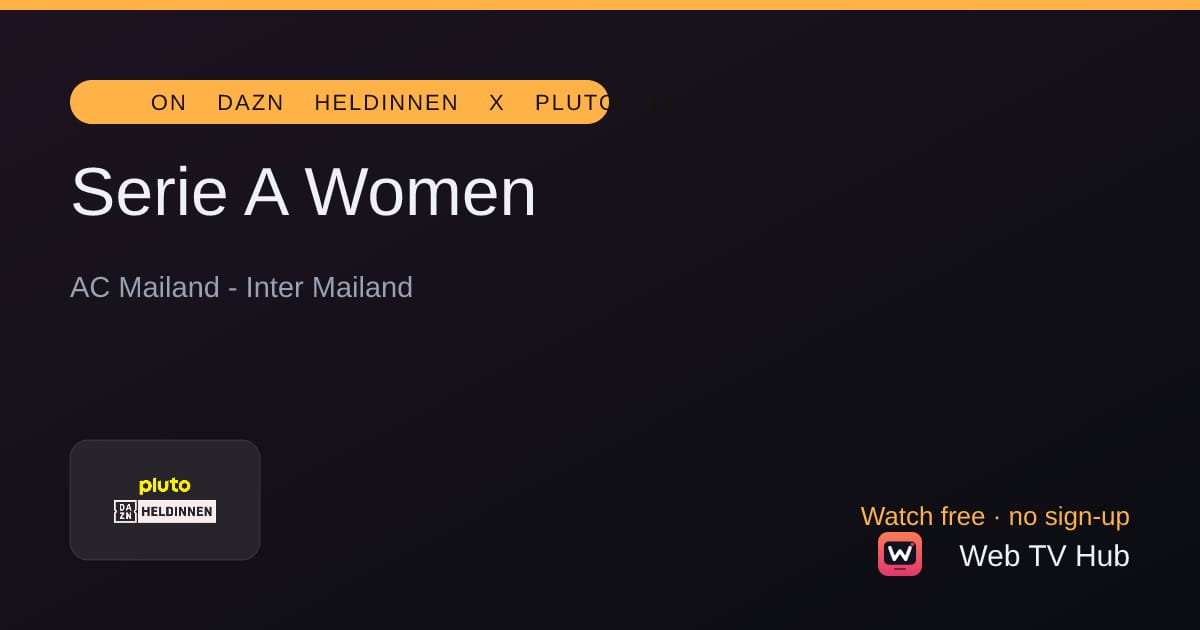 ON DAZN HELDINNEN X PLUTO TV
Serie A Women
AC Mailand - Inter Mailand
pluto
DAZN HELDINNEN
Watch free · no sign-up
W
Web TV Hub